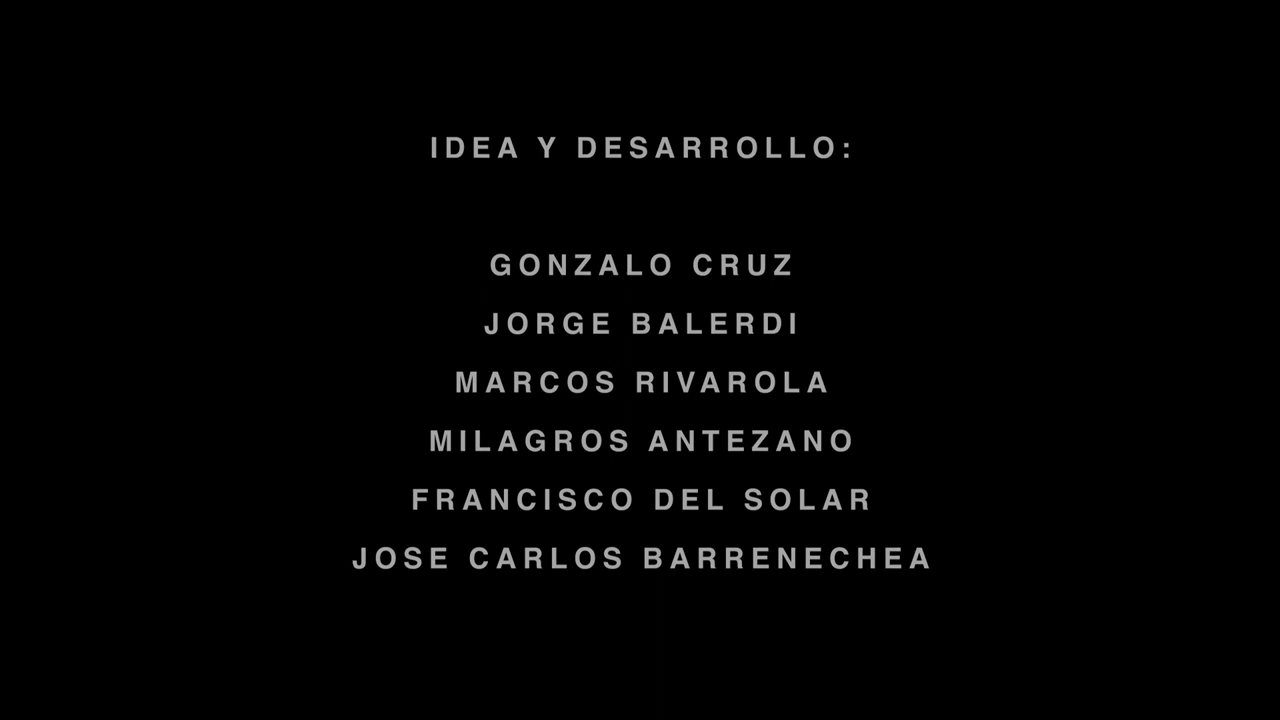 IDEA Y DESARROLLO:
GONZALO CRUZ
JORGE BALERDI
MARCOS RIVAROLA
MILAGROS ANTEZANO
FRANCISCO DEL SOLAR
JOSE CARLOS BARRENECHEA